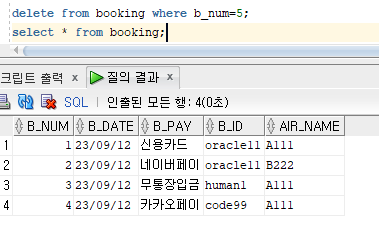 delete from booking where b_num=5;
select * from booking;
크립트 출력 x 질의 결과 x
SQL | 인출된 모든 행: 4(0초)
B_NUM B_DATE B_PAY B_ID AIR_NAME
1 1 23/09/12 신용카드 oracle11 A111
2 2 23/09/12 네이버페이 oracle11 B222
3 3 23/09/12 무통장입금 human1 A111
4 4 23/09/12 카카오페이 code99 A111